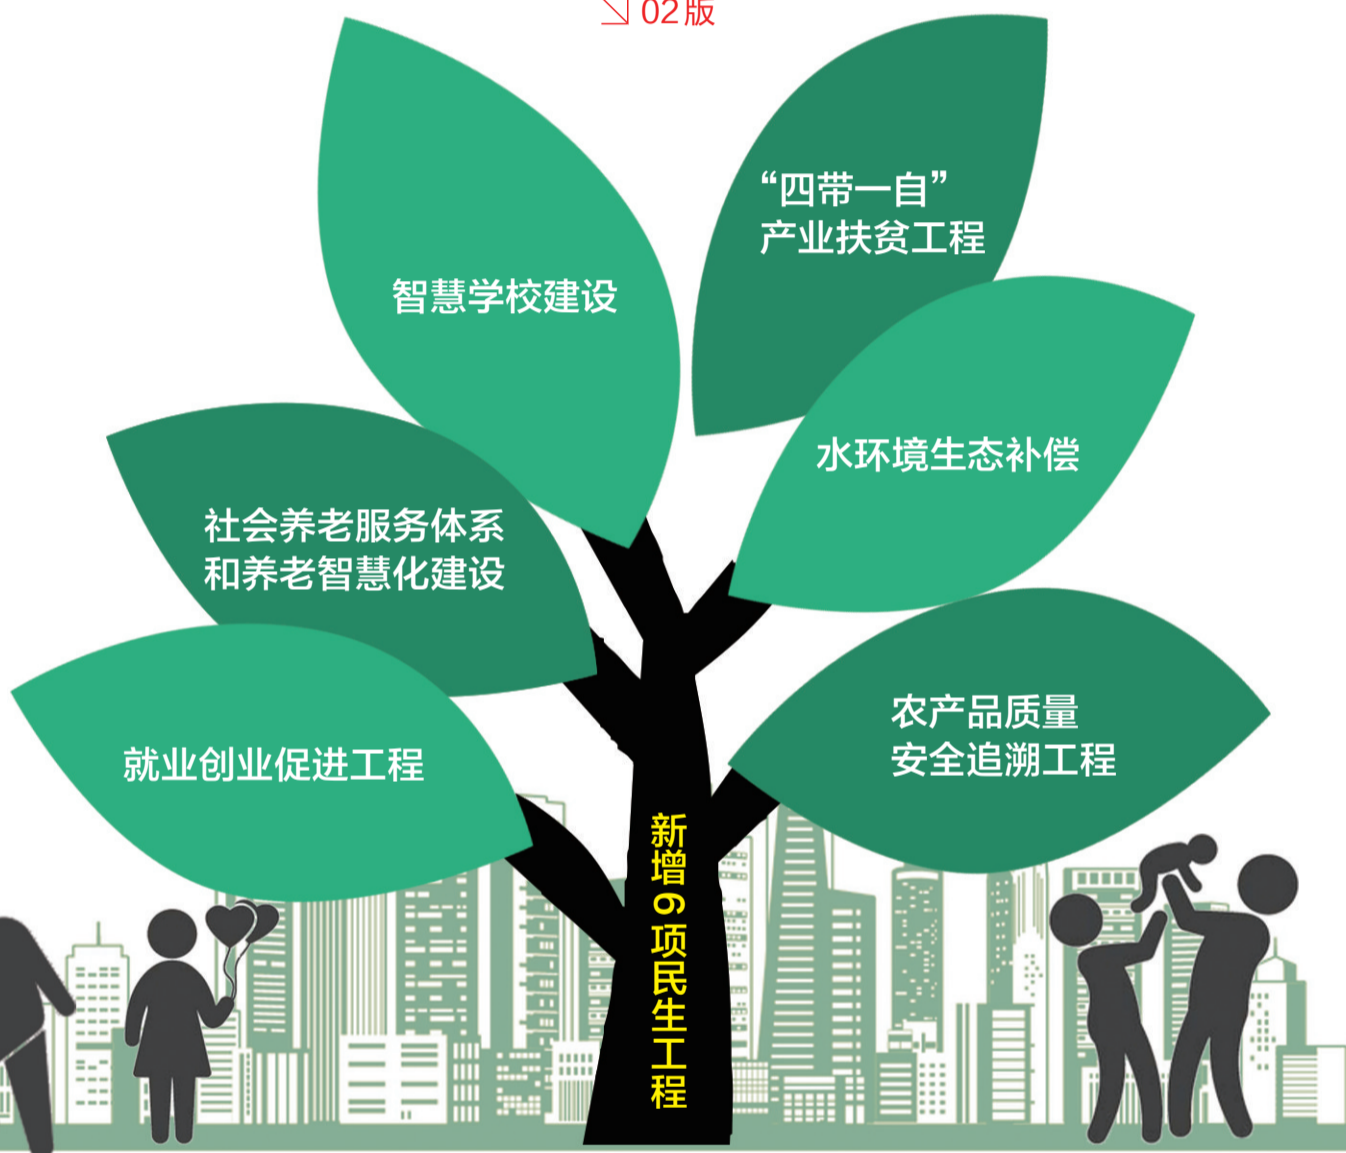 02版
“四带一自”
产业扶贫工程
智慧学校建设
水环境生态补偿
社会养老服务体系
和养老智慧化建设
农产品质量
安全追溯工程
就业创业促进工程
新增6项民生工程